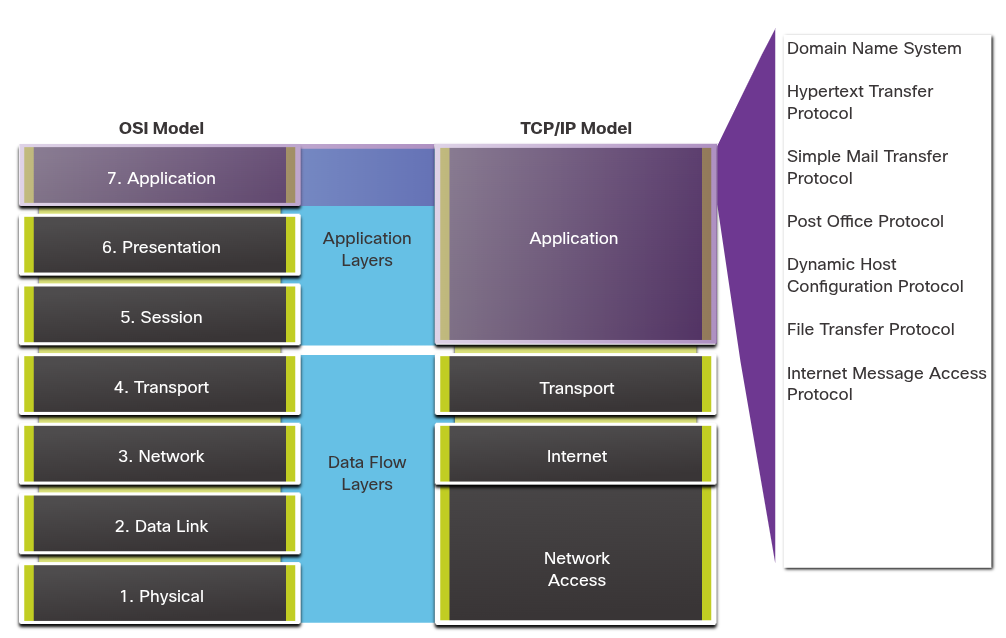 OSI Model
7. Application
6. Presentation
5. Session
4. Transport
3. Network
2. Data Link
1. Physical
Application
Layers
Data Flow
Layers
TCP/IP Model
Application
Transport
Internet
Network
Access
Domain Name System
Hypertext Transfer
Protocol
Simple Mail Transfer
Protocol
Post Office Protocol
Dynamic Host
Configuration Protocol
File Transfer Protocol
Internet Message Access
Protocol